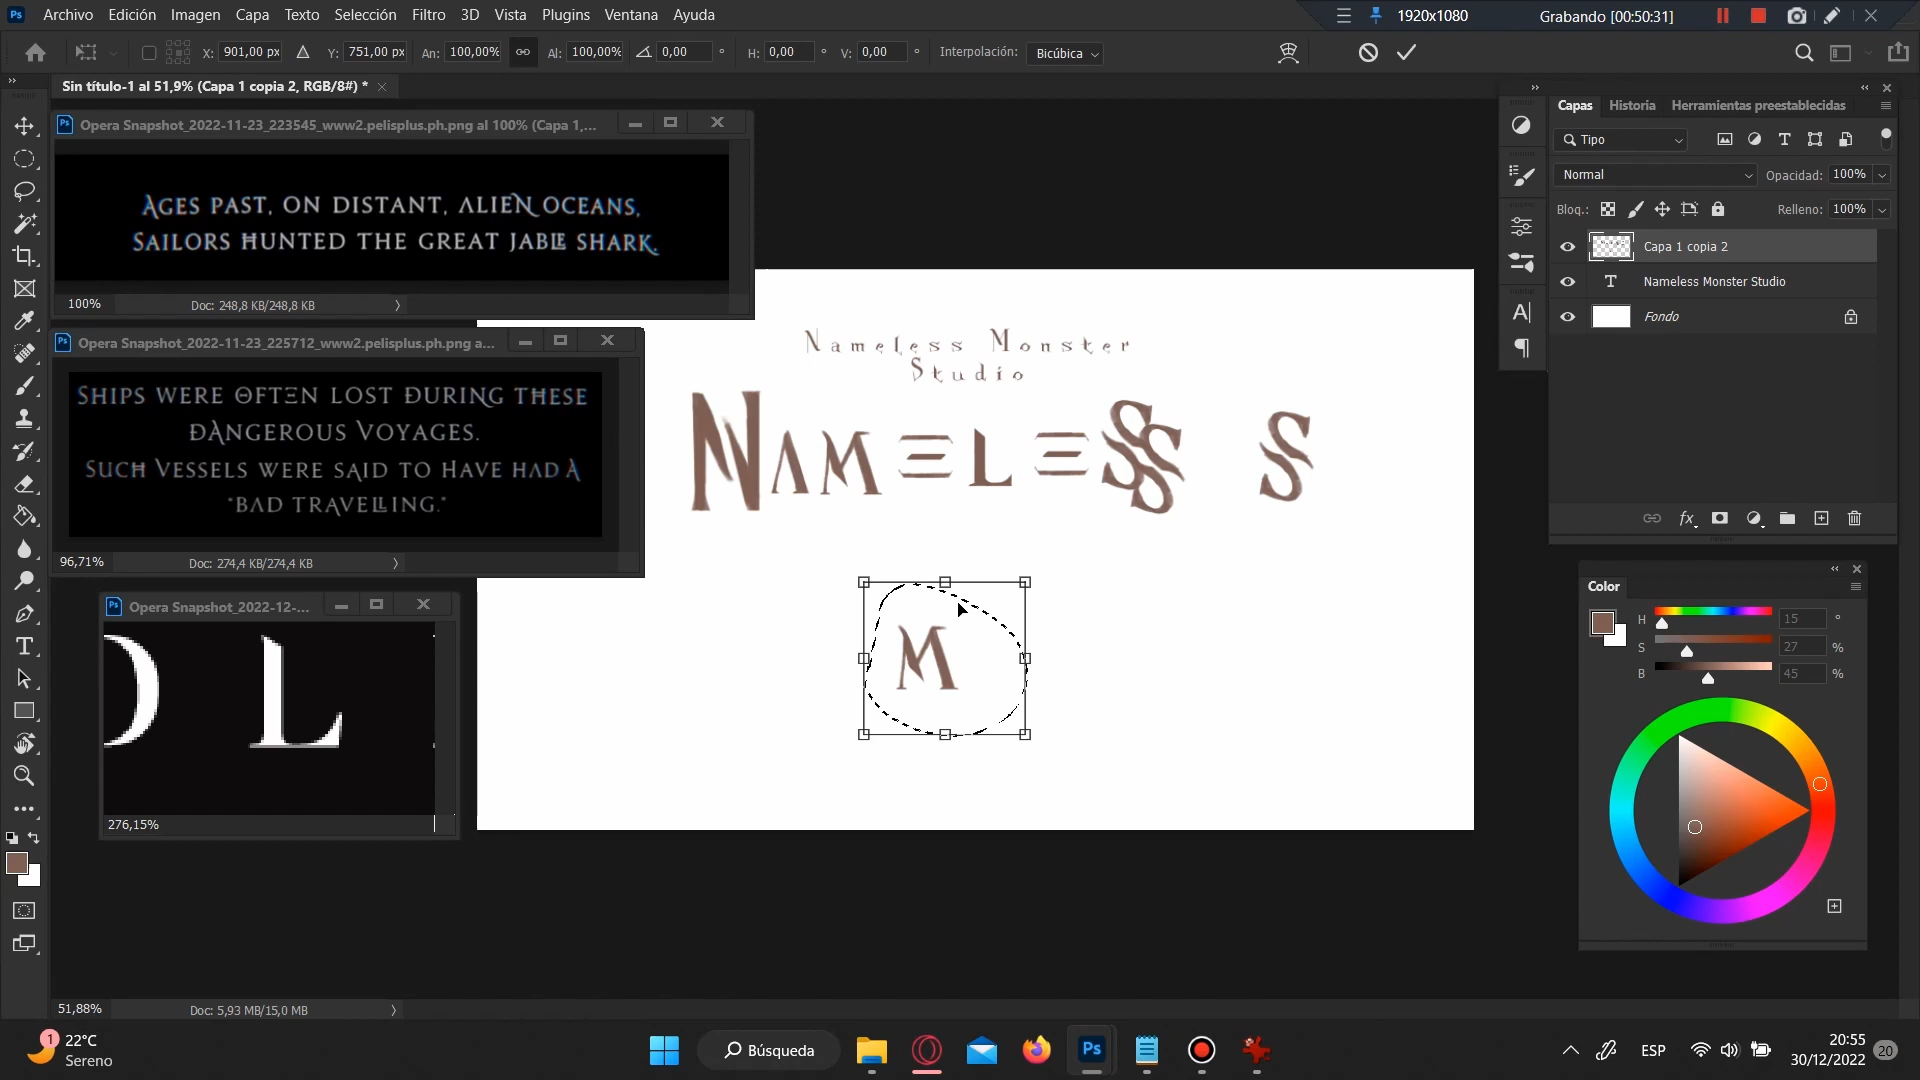 Archivo Edición Imagen Capa Texto Selección Filtro 3D Vista Plugins Ventana Ayuda
1920x1080 Grabando [00:50:31]
X: 901,00 px Y: 751,00 px An: 100,00% Al: 100,00% 0,00 ° H: 0,00 ° V: 0,00 ° Interpolación: Bicúbica
Sin título-1 al 51,9% (Capa 1 copia 2, RGB/8#) *
Opera Snapshot_2022-11-23_223545_www2.pelisplus.ph.png al 100% (Capa 1,...
AGES PAST, ON DISTANT, ALIEN OCEANS,
SAILORS HUNTED THE GREAT JABLE SHARK.
100% Doc: 248,8 KB/248,8 KB
Opera Snapshot_2022-11-23_225712_www2.pelisplus.ph.png a...
SHIPS WERE OFTEN LOST DURING THESE
DANGEROUS VOYAGES.
SUCH VESSELS WERE SAID TO HAVE HAD A
"BAD TRAVELLING."
96,71% Doc: 274,4 KB/274,4 KB
Opera Snapshot_2022-12-...
O L
276,15%
Nameless Monster
Studio
NAMELESS S
M
Capas Historia Herramientas preestablecidas
Tipo
Normal Opacidad: 100%
Bloq.: Relleno: 100%
Capa 1 copia 2
T Nameless Monster Studio
Fondo
fx
Color
H 15 °
S 27 %
B 45 %
51,88% Doc: 5,93 MB/15,0 MB
1 22°C
Sereno
Búsqueda
Ps
ESP
20:55
30/12/2022
20